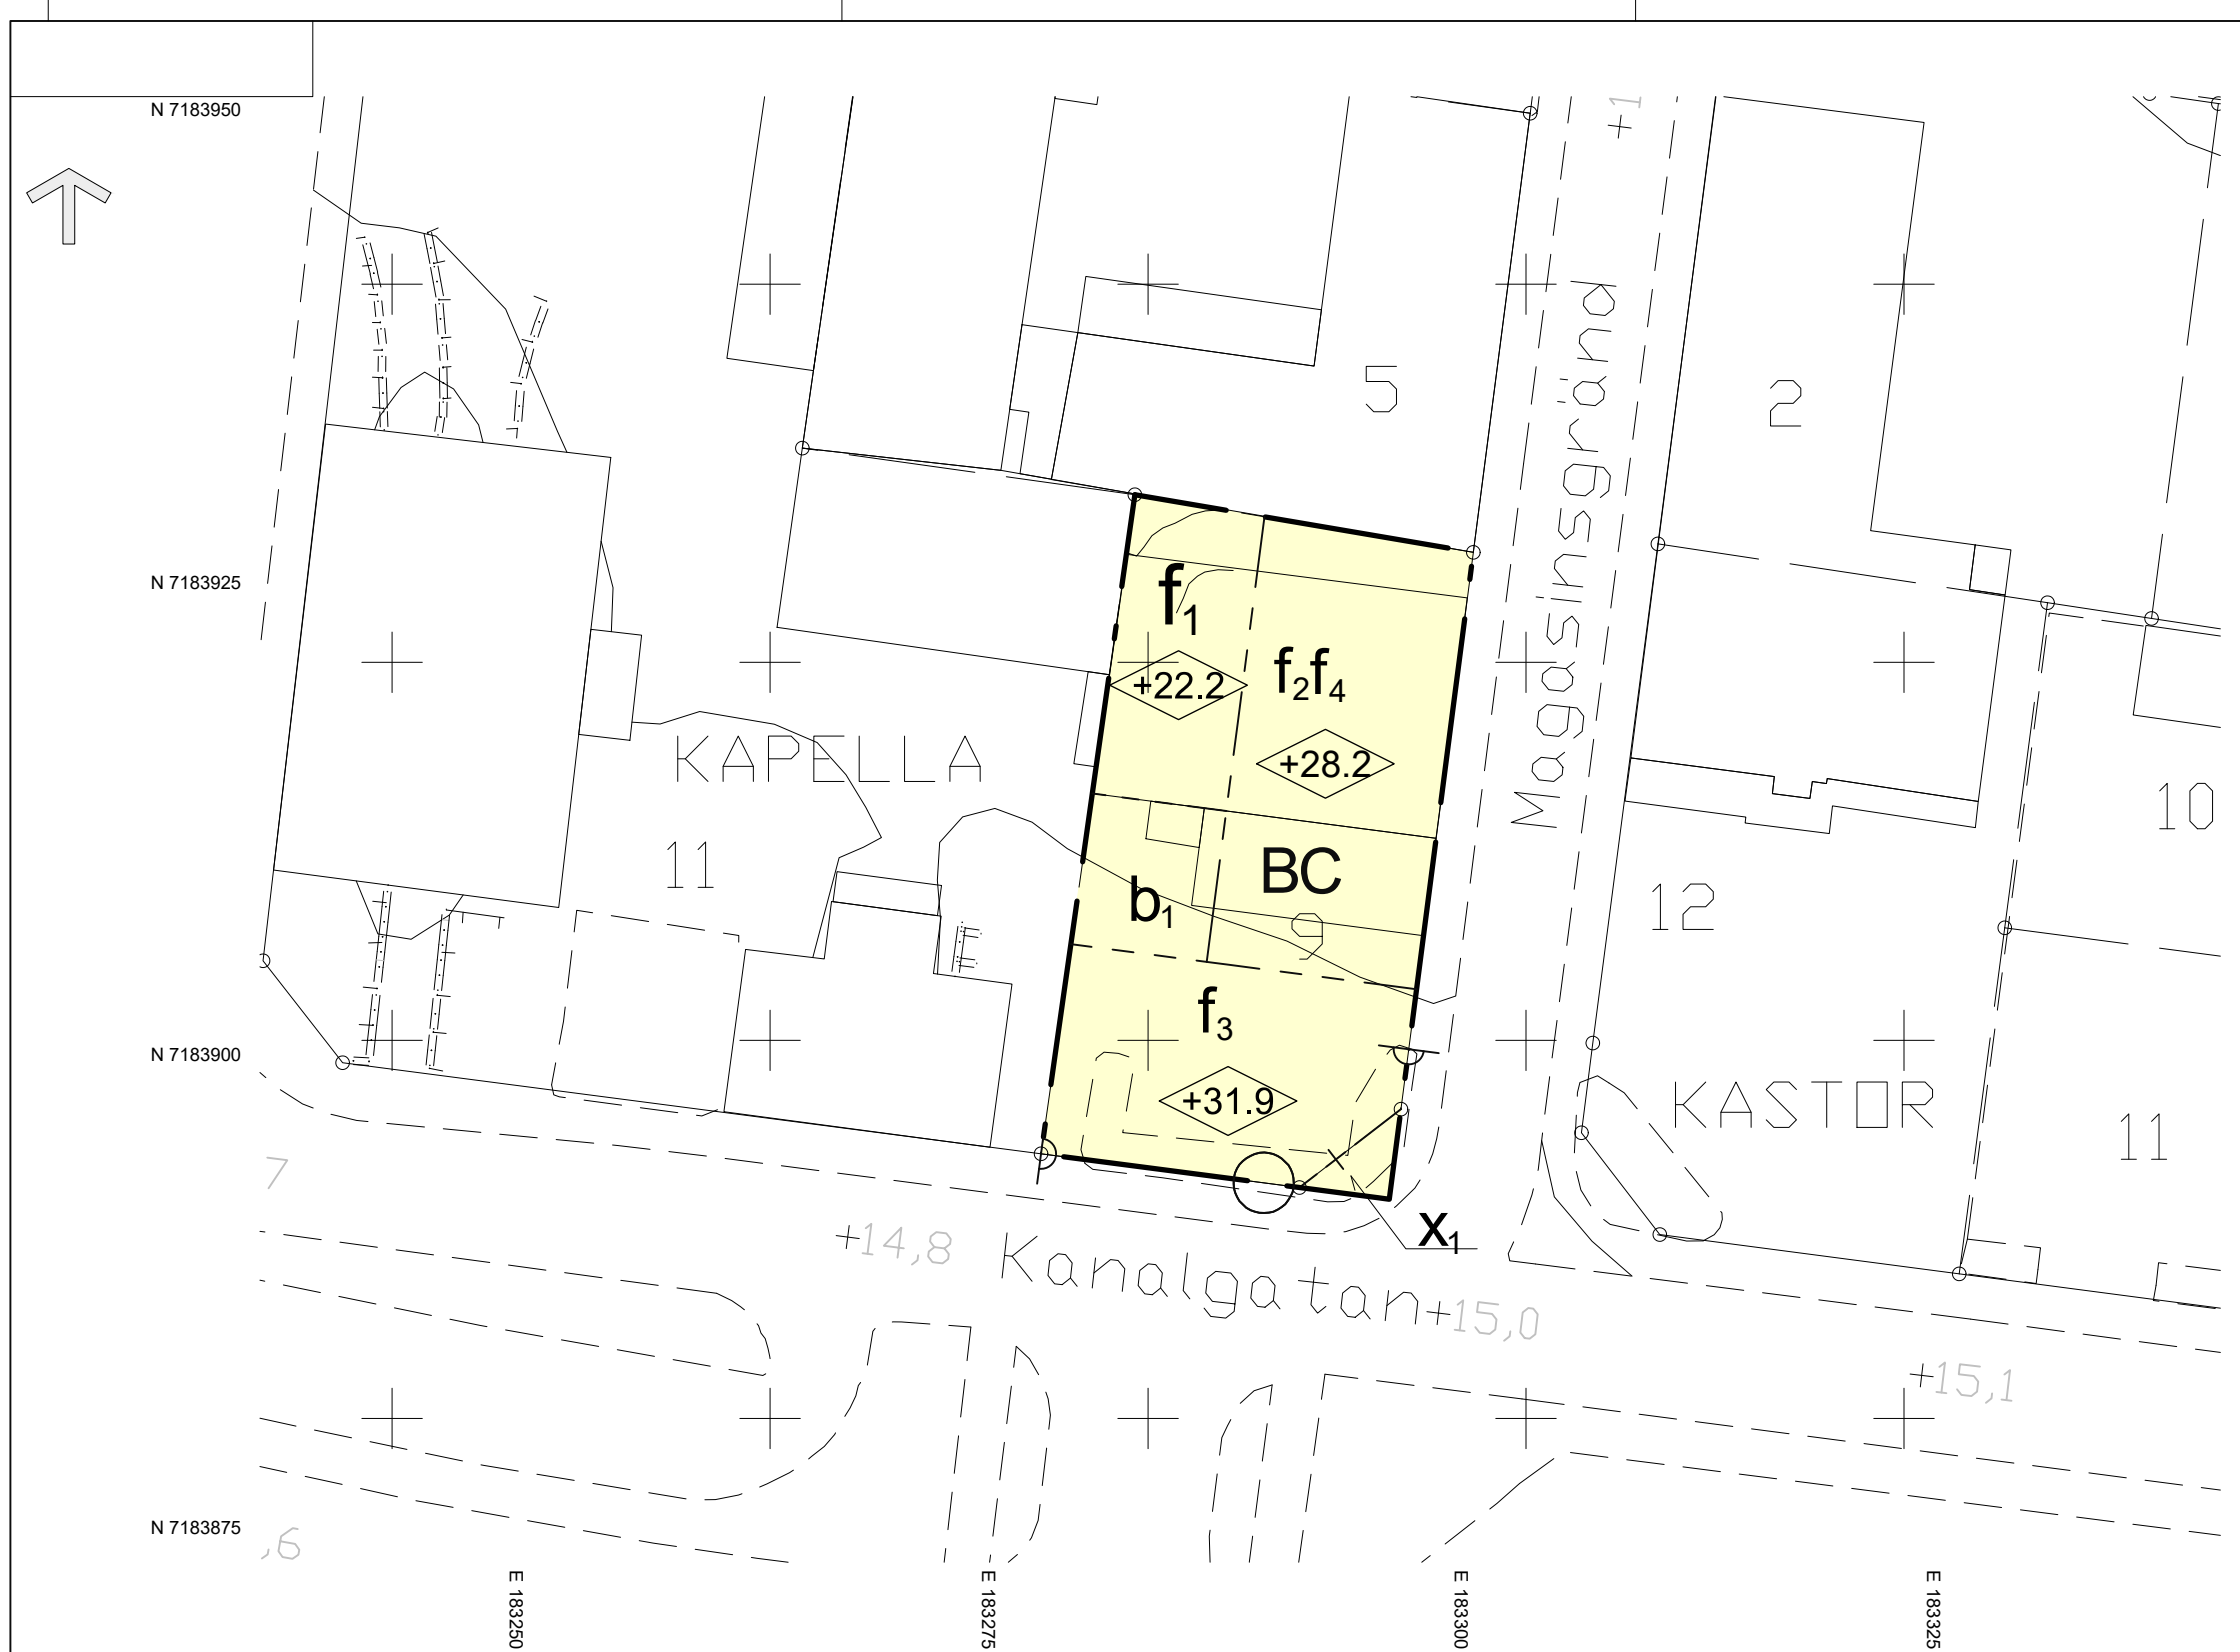 N 7183950
+1
5
2
Magasinsgränd
N 7183925
f1
f2f4
+22.2
+28.2
KAPELLA
11
10
BC
b1
9
12
f3
N 7183900
+31.9
KASTOR
11
7
x1
+14,8
Kanalgatan
+15,0
+15,1
N 7183875
,6
E 183250
E 183275
E 183300
E 183325